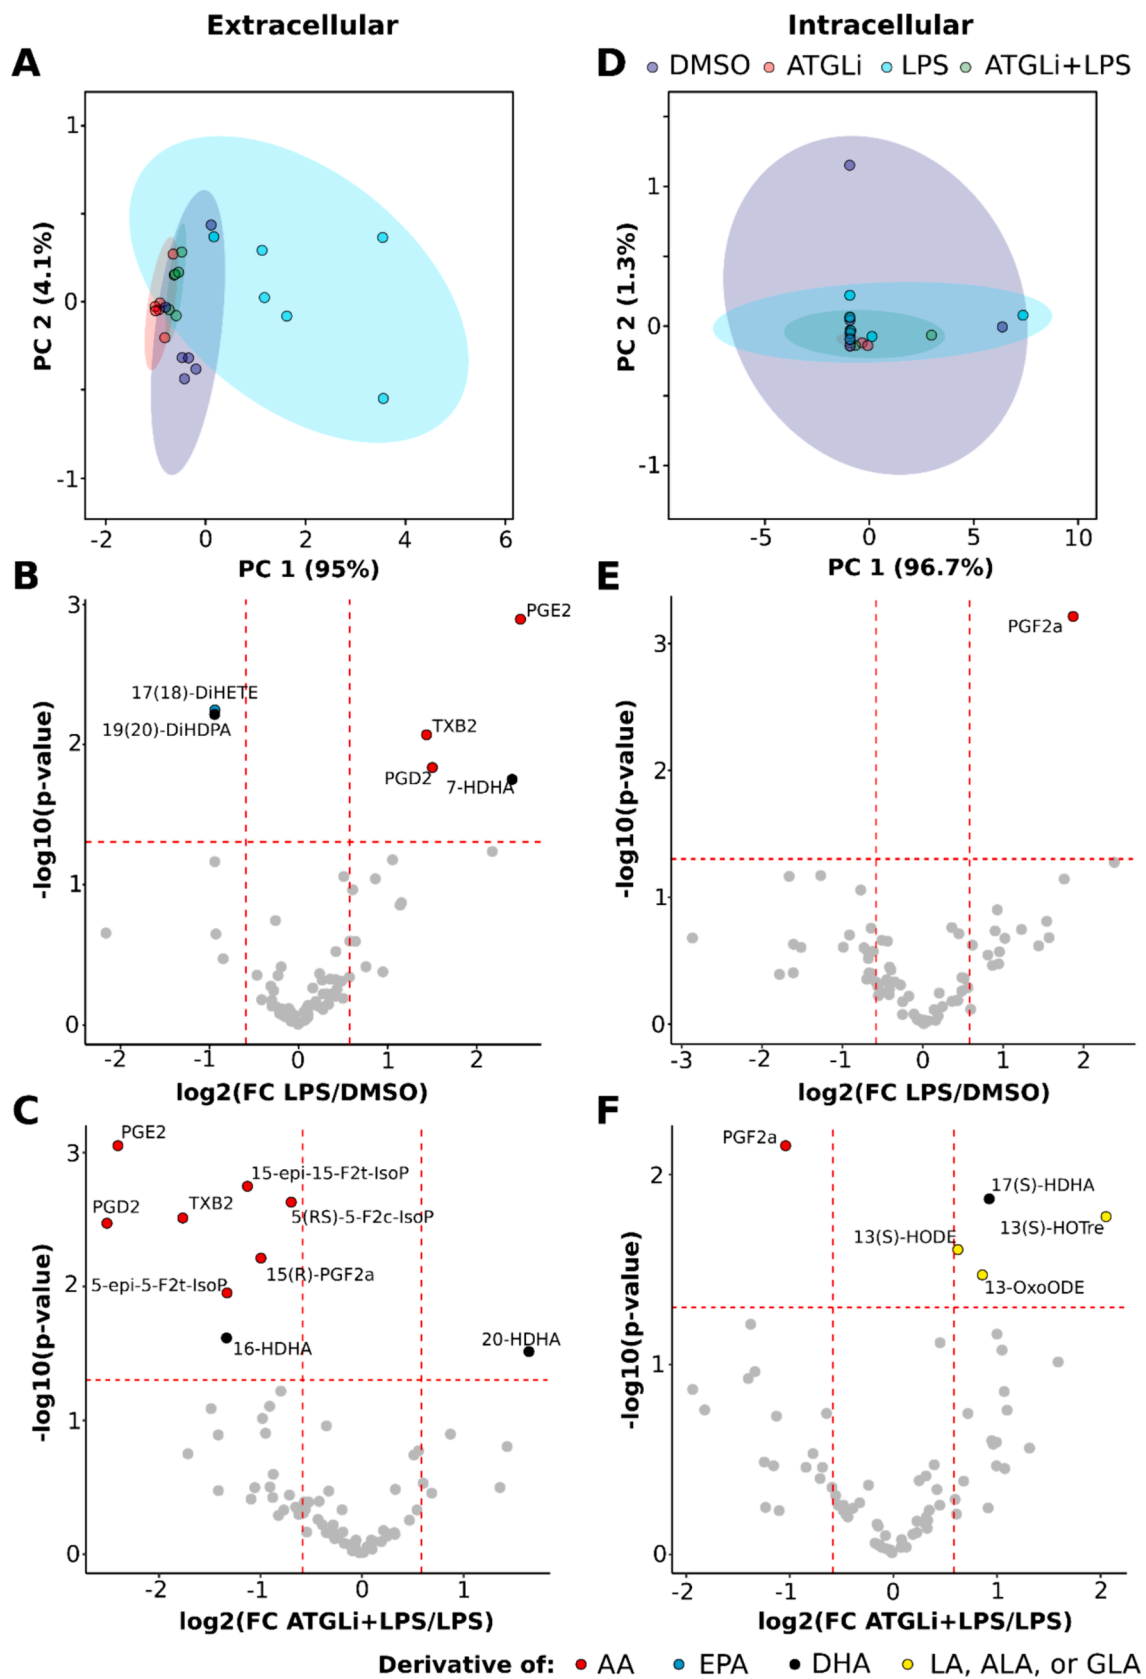 Extracellular
Intracellular
A
D
DMSO ATGLi LPS ATGLi+LPS
1
0
-1
PC 2 (4.1%)
-2 0 2 4 6
PC 1 (95%)
1
0
-1
PC 2 (1.3%)
-5 0 5 10
PC 1 (96.7%)
B
3
2
1
0
-log10(p-value)
PGE2
17(18)-DiHETE
19(20)-DiHDPA
TXB2
PGD2
7-HDHA
-2 -1 0 1 2
log2(FC LPS/DMSO)
E
3
2
1
0
-log10(p-value)
PGF2a
-3 -2 -1 0 1 2
log2(FC LPS/DMSO)
C
3
2
1
0
-log10(p-value)
PGE2
15-epi-15-F2t-IsoP
PGD2
TXB2
5(RS)-5-F2c-IsoP
15(R)-PGF2a
5-epi-5-F2t-IsoP
16-HDHA
20-HDHA
-2 -1 0 1
log2(FC ATGLi+LPS/LPS)
F
2
1
0
-log10(p-value)
PGF2a
17(S)-HDHA
13(S)-HOTre
13(S)-HODE
13-OxoODE
-2 -1 0 1 2
log2(FC ATGLi+LPS/LPS)
Derivative of: AA EPA DHA LA, ALA, or GLA